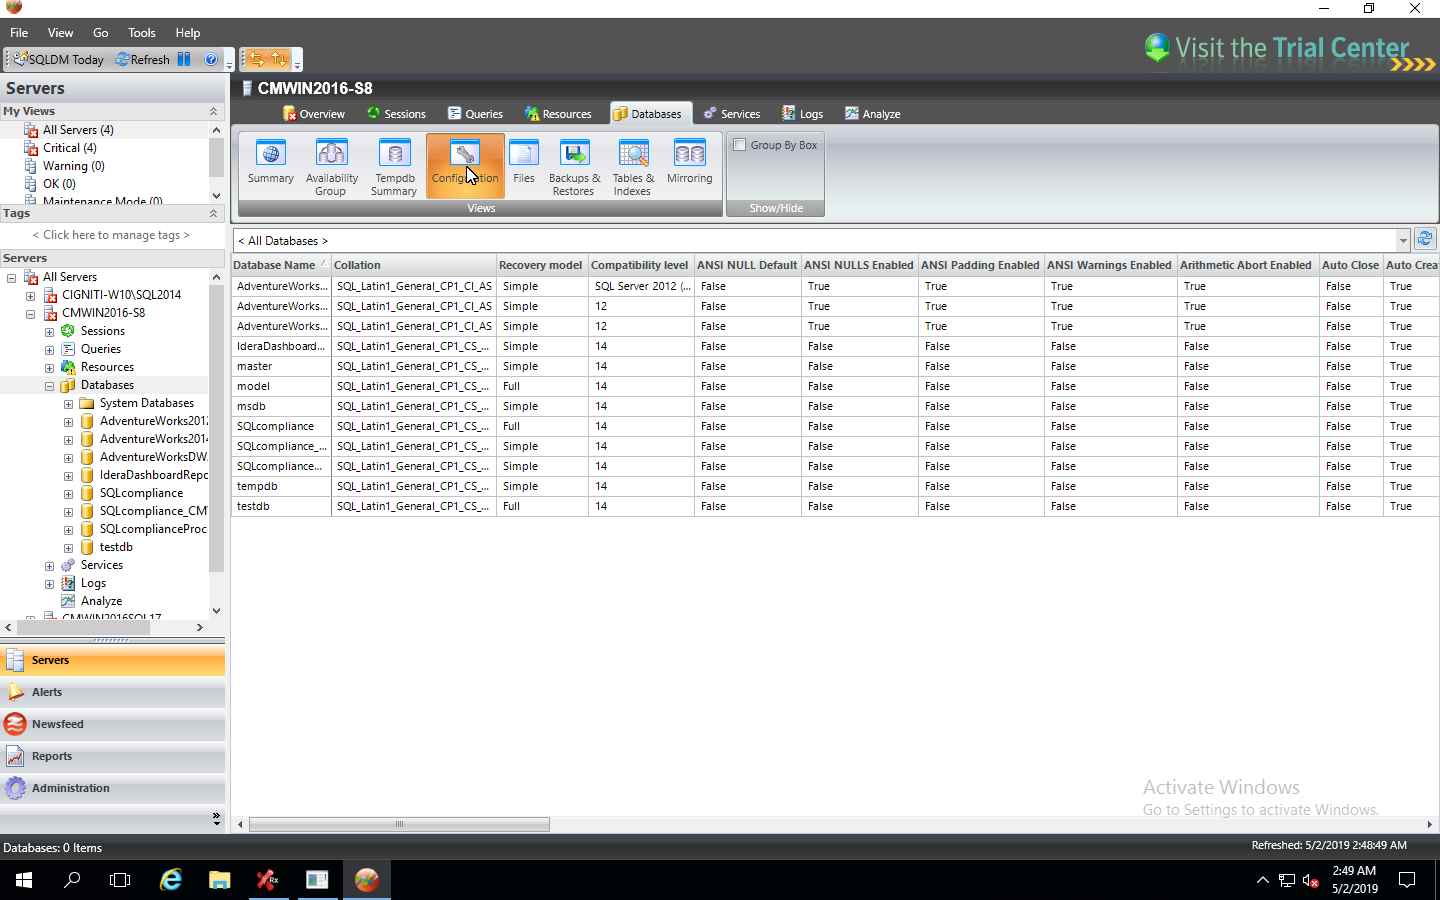 File View Go Tools Help
SQLDM Today Refresh
Visit the Trial Center
Servers
My Views
All Servers (4)
Critical (4)
Warning (0)
OK (0)
Maintenance Mode (0)
Tags
< Click here to manage tags >
Servers
All Servers
CIGNITI-W10\SQL2014
CMWIN2016-S8
Sessions
Queries
Resources
Databases
System Databases
AdventureWorks201
AdventureWorks201
AdventureWorksDW
IderaDashboardRepo
SQLcompliance
SQLcompliance_CM
SQLcomplianceProc
testdb
Services
Logs
Analyze
CMWIN2016SQL17
Servers
Alerts
Newsfeed
Reports
Administration
CMWIN2016-S8
Overview Sessions Queries Resources Databases Services Logs Analyze
Summary Availability Group Tempdb Summary Configuration Files Backups & Restores Tables & Indexes Mirroring
Views
Group By Box
Show/Hide
< All Databases >
Database Name Collation Recovery model Compatibility level ANSI NULL Default ANSI NULLS Enabled ANSI Padding Enabled ANSI Warnings Enabled Arithmetic Abort Enabled Auto Close Auto Crea
AdventureWorks... SQL_Latin1_General_CP1_CI_AS Simple SQL Server 2012 (... False True True True True False True
AdventureWorks... SQL_Latin1_General_CP1_CI_AS Simple 12 False True True True True False True
AdventureWorks... SQL_Latin1_General_CP1_CI_AS Simple 12 False True True True True False True
IderaDashboard... SQL_Latin1_General_CP1_CS_... Simple 14 False False False False False False True
master SQL_Latin1_General_CP1_CS_... Simple 14 False False False False False False True
model SQL_Latin1_General_CP1_CS_... Full 14 False False False False False False True
msdb SQL_Latin1_General_CP1_CS_... Simple 14 False False False False False False True
SQLcompliance SQL_Latin1_General_CP1_CS_... Full 14 False False False False False False True
SQLcompliance_... SQL_Latin1_General_CP1_CS_... Simple 14 False False False False False False True
SQLcompliance... SQL_Latin1_General_CP1_CS_... Simple 14 False False False False False False True
tempdb SQL_Latin1_General_CP1_CS_... Simple 14 False False False False False False True
testdb SQL_Latin1_General_CP1_CS_... Full 14 False False False False False False True
Activate Windows
Go to Settings to activate Windows.
Databases: 0 Items
Refreshed: 5/2/2019 2:48:49 AM
2:49 AM
5/2/2019